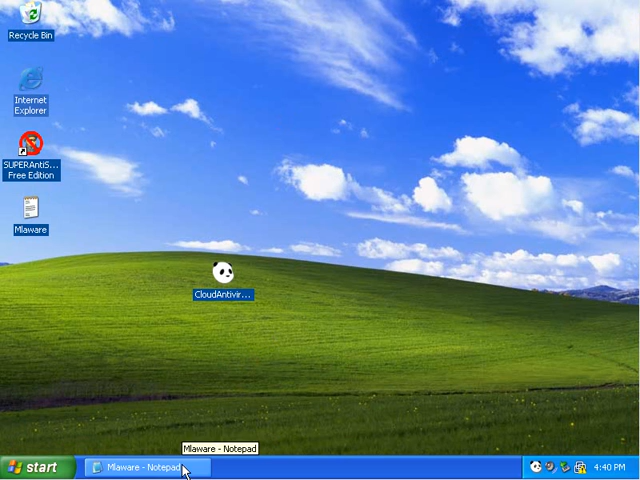 Recycle Bin
Internet
Explorer
SUPERAntiS...
Free Edition
Mlaware
CloudAntivir...
Mlaware - Notepad
start
Mlaware - Notepad
4:40 PM